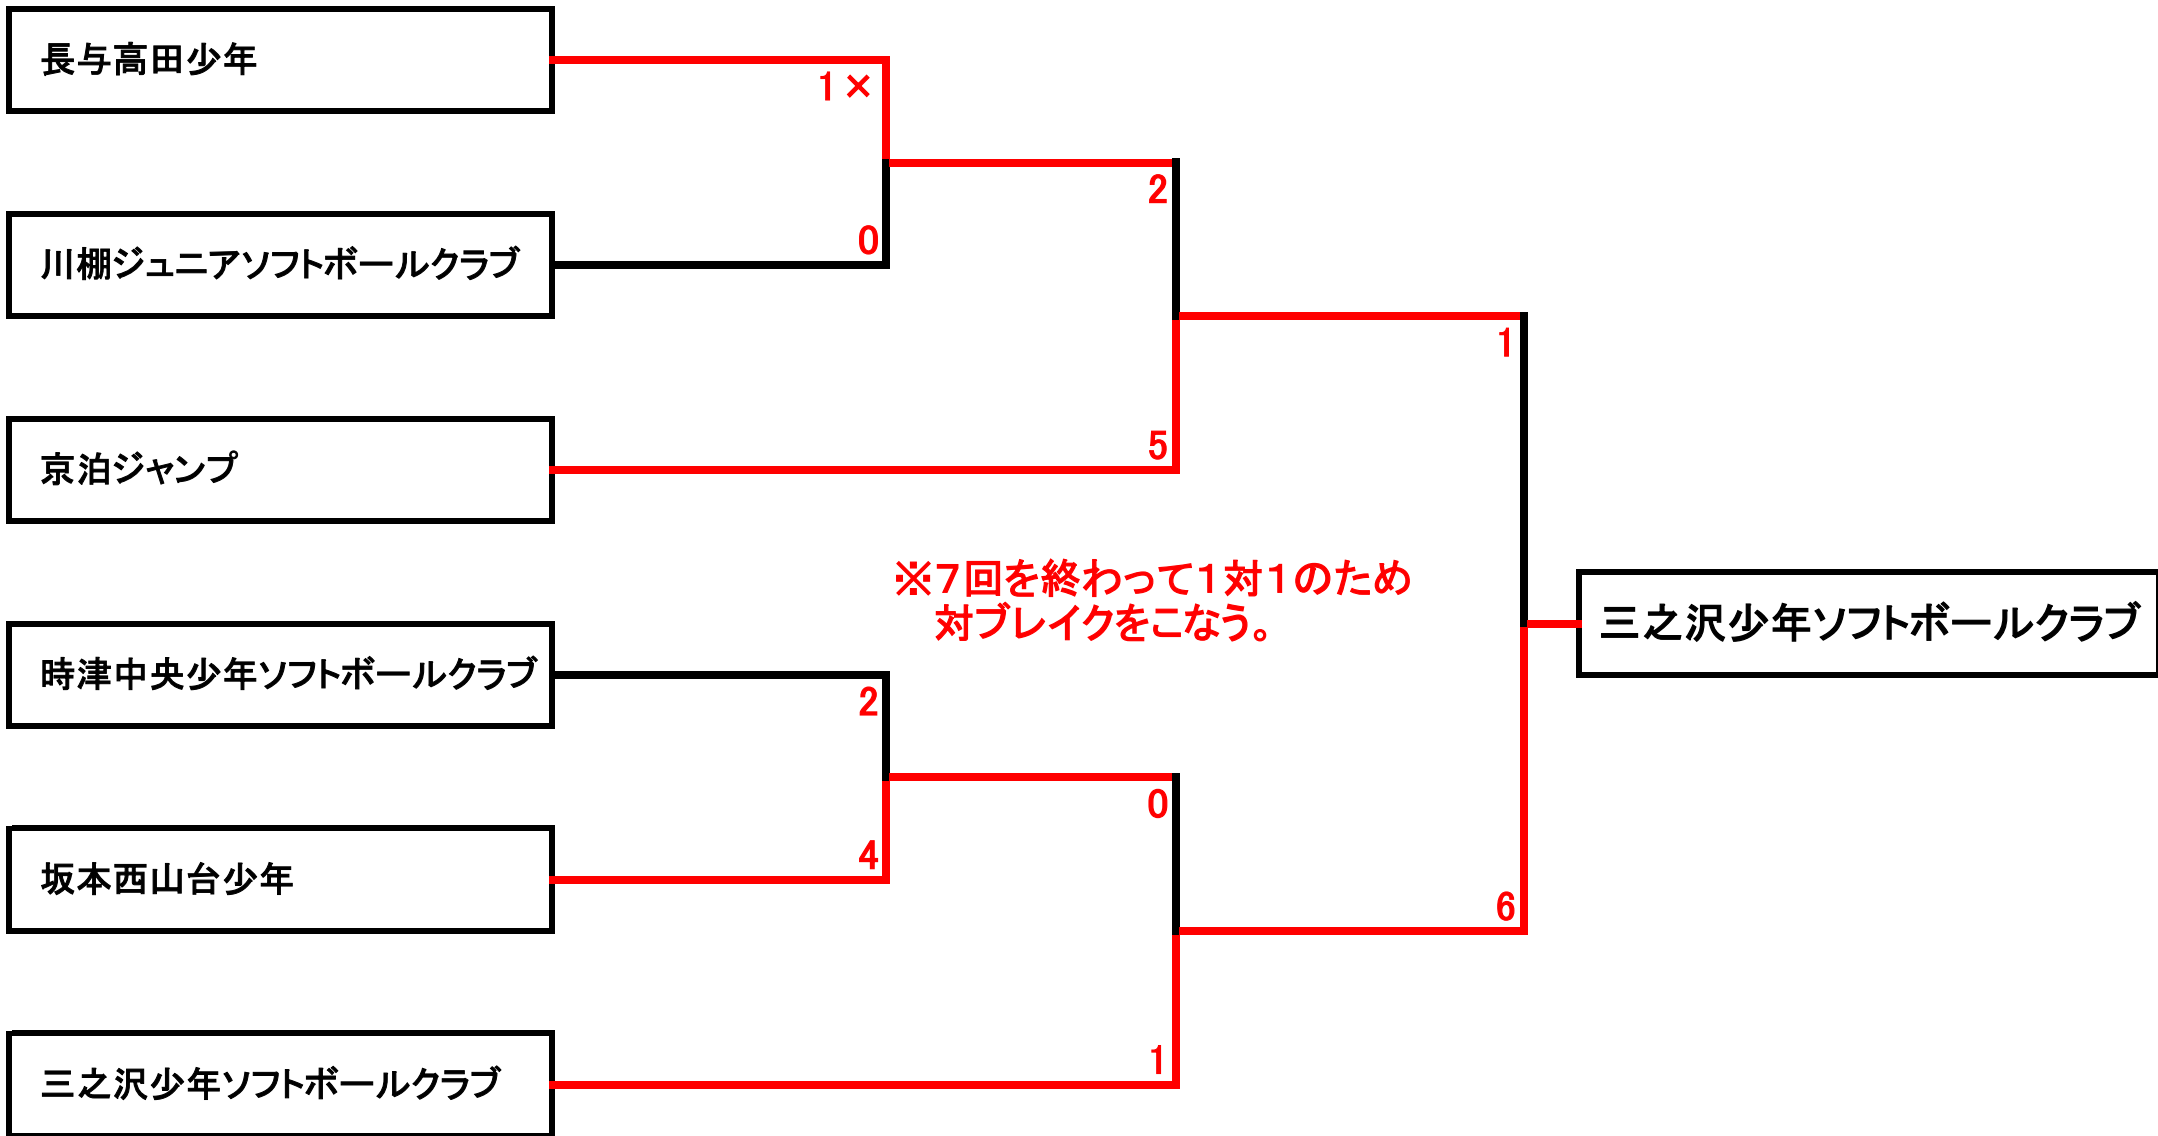 長与高田少年
1×
2
0
川棚ジュニアソフトボールクラブ
1
5
京泊ジャンプ
※7回を終わって1対1のため
対ブレイクをこなう。
三之沢少年ソフトボールクラブ
時津中央少年ソフトボールクラブ
2
0
4
坂本西山台少年
6
1
三之沢少年ソフトボールクラブ